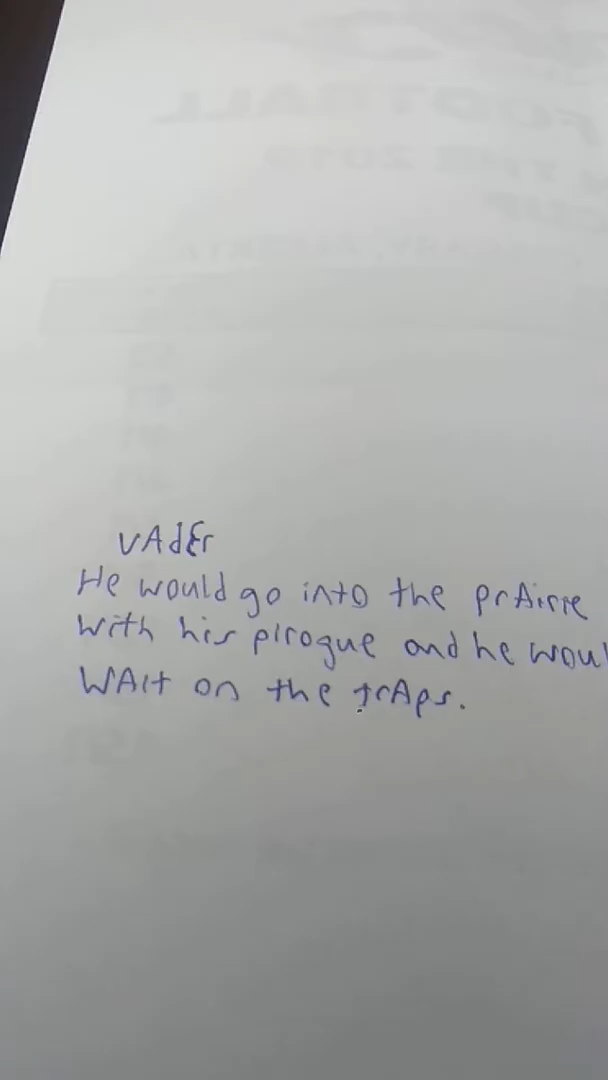 VAdEr
He would go into the prAirie
with his pirogue and he woul
WAit on the trAps.